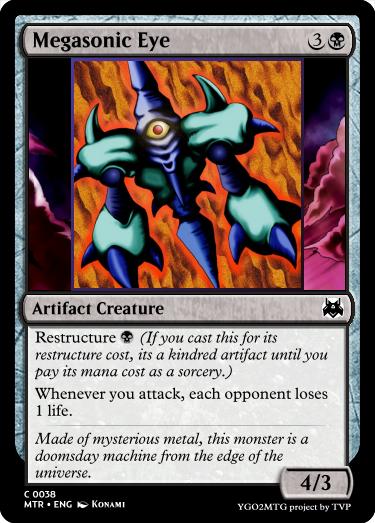 Megasonic Eye 3
Artifact Creature
Restructure (If you cast this for its
restructure cost, its a kindred artifact until you
pay its mana cost as a sorcery.)
Whenever you attack, each opponent loses
1 life.
Made of mysterious metal, this monster is a
doomsday machine from the edge of the
universe.
4/3
C 0038
MTR • ENG Konami
YGO2MTG project by TVP